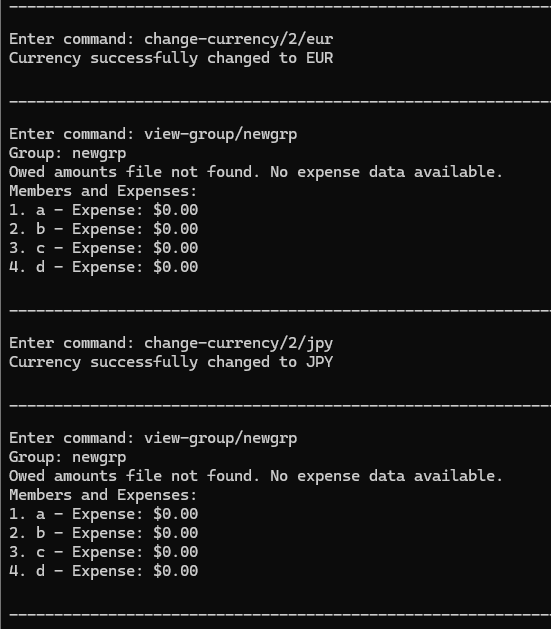 Enter command: change-currency/2/eur
Currency successfully changed to EUR
Enter command: view-group/newgrp
Group: newgrp
Owed amounts file not found. No expense data available.
Members and Expenses:
1. a - Expense: $0.00
2. b - Expense: $0.00
3. c - Expense: $0.00
4. d - Expense: $0.00
Enter command: change-currency/2/jpy
Currency successfully changed to JPY
Enter command: view-group/newgrp
Group: newgrp
Owed amounts file not found. No expense data available.
Members and Expenses:
1. a - Expense: $0.00
2. b - Expense: $0.00
3. c - Expense: $0.00
4. d - Expense: $0.00